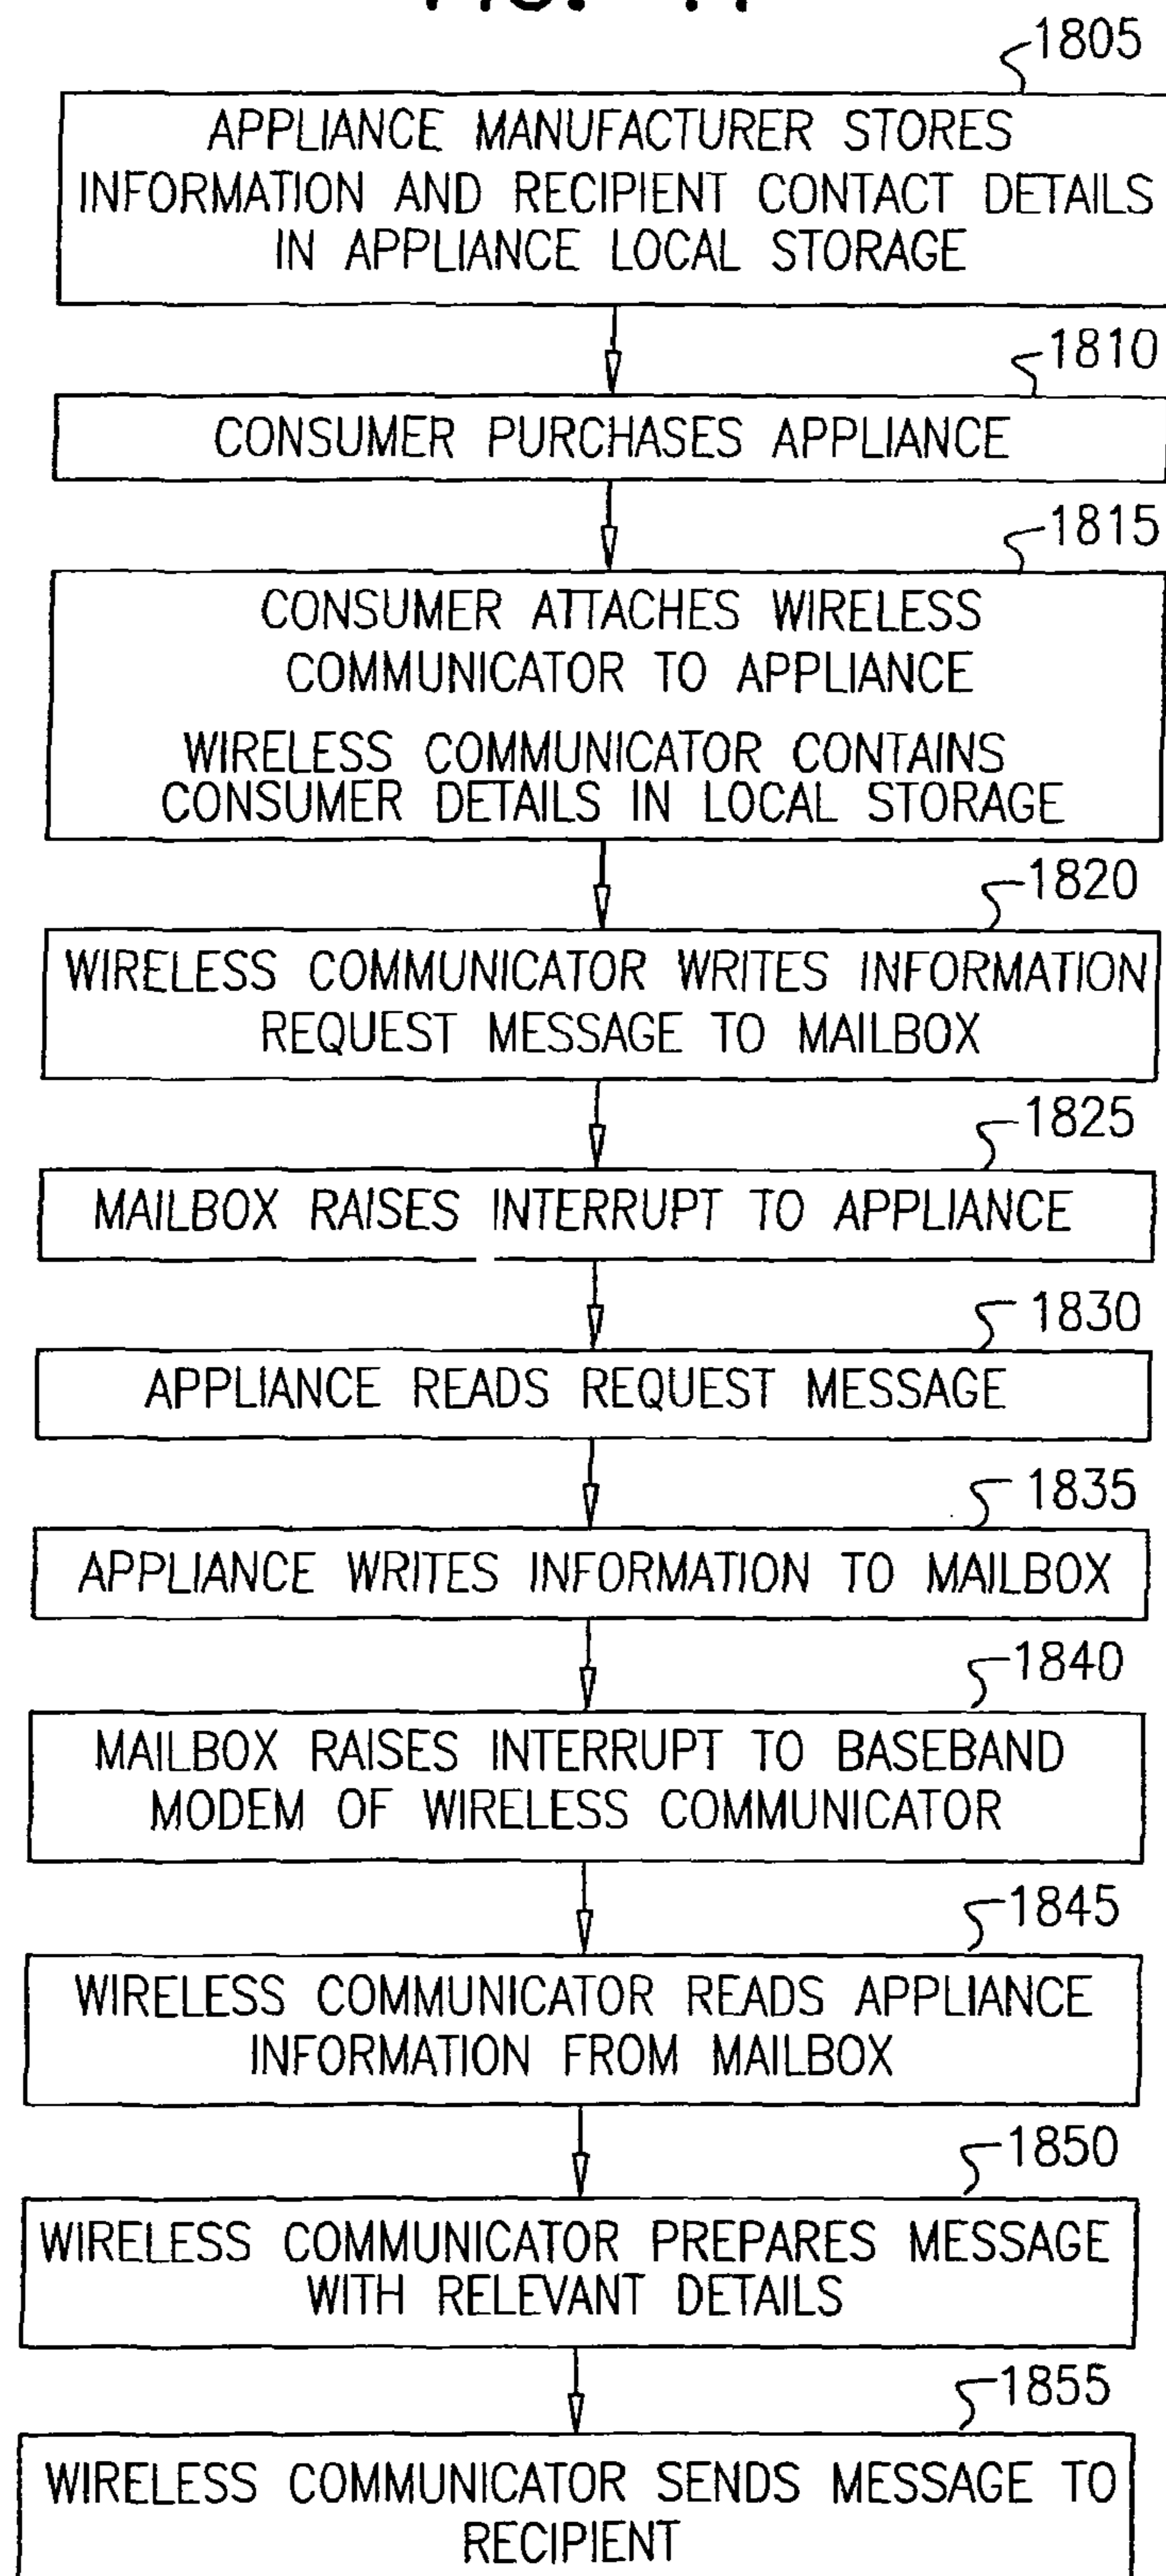 1805
APPLIANCE MANUFACTURER STORES
INFORMATION AND RECIPIENT CONTACT DETAILS
IN APPLIANCE LOCAL STORAGE
1810
CONSUMER PURCHASES APPLIANCE
1815
CONSUMER ATTACHES WIRELESS
COMMUNICATOR TO APPLIANCE
WIRELESS COMMUNICATOR CONTAINS
CONSUMER DETAILS IN LOCAL STORAGE
1820
WIRELESS COMMUNICATOR WRITES INFORMATION
REQUEST MESSAGE TO MAILBOX
1825
MAILBOX RAISES INTERRUPT TO APPLIANCE
1830
APPLIANCE READS REQUEST MESSAGE
1835
APPLIANCE WRITES INFORMATION TO MAILBOX
1840
MAILBOX RAISES INTERRUPT TO BASEBAND
MODEM OF WIRELESS COMMUNICATOR
1845
WIRELESS COMMUNICATOR READS APPLIANCE
INFORMATION FROM MAILBOX
1850
WIRELESS COMMUNICATOR PREPARES MESSAGE
WITH RELEVANT DETAILS
1855
WIRELESS COMMUNICATOR SENDS MESSAGE TO
RECIPIENT